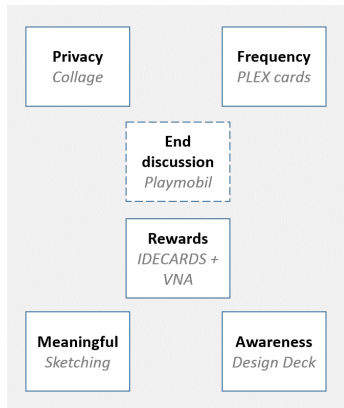 Privacy
Collage
Frequency
PLEX cards
End
discussion
Playmobil
Rewards
IDECARDS +
VNA
Meaningful
Sketching
Awareness
Design Deck